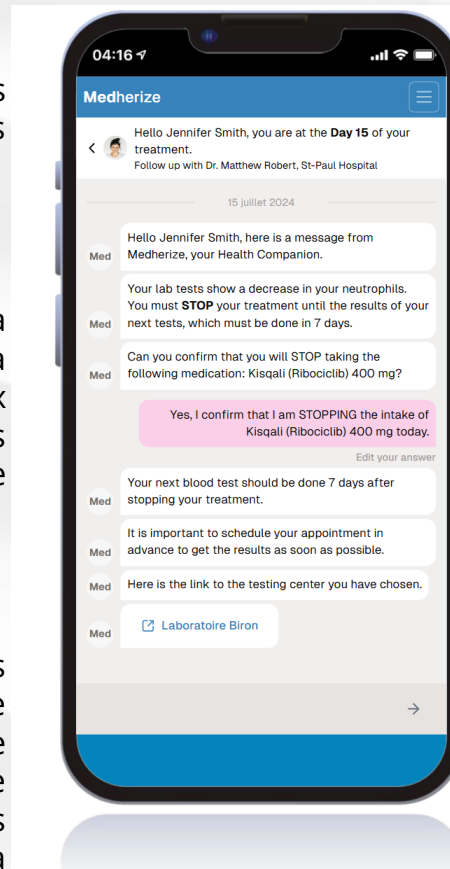 04:16
Medherize
Hello Jennifer Smith, you are at the Day 15 of your
treatment.
Follow up with Dr. Matthew Robert, St-Paul Hospital
15 juillet 2024
Hello Jennifer Smith, here is a message from
Medherize, your Health Companion.
Med
Your lab tests show a decrease in your neutrophils.
You must STOP your treatment until the results of your
next tests, which must be done in 7 days.
Med
Can you confirm that you will STOP taking the
following medication: Kisqali (Ribociclib) 400 mg?
Med
Yes, I confirm that I am STOPPING the intake of
Kisqali (Ribociclib) 400 mg today.
Edit your answer
Your next blood test should be done 7 days after
stopping your treatment.
Med
It is important to schedule your appointment in
advance to get the results as soon as possible.
Med
Med Here is the link to the testing center you have chosen.
Laboratoire Biron
Med